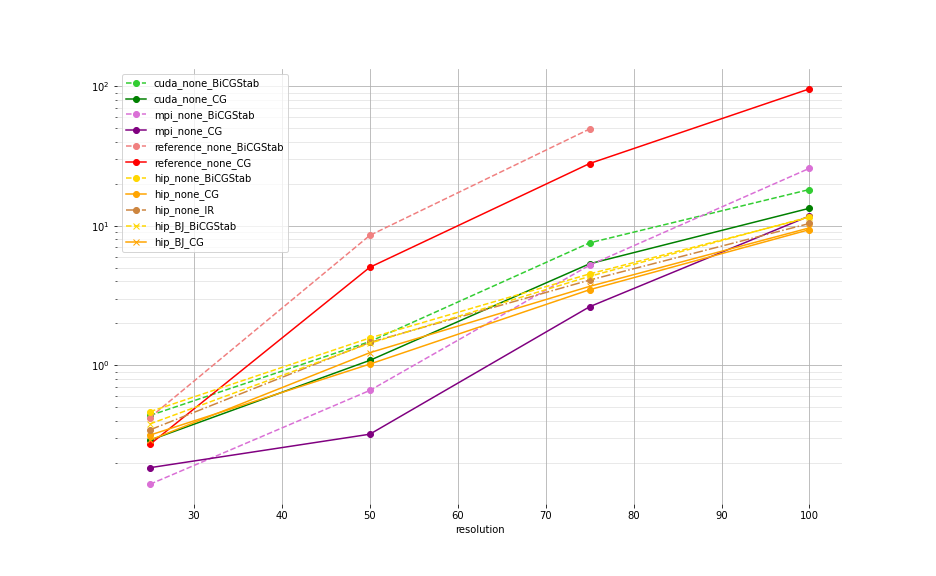 10²
10¹
10⁰
cuda_none_BiCGStab
cuda_none_CG
mpi_none_BiCGStab
mpi_none_CG
reference_none_BiCGStab
reference_none_CG
hip_none_BiCGStab
hip_none_CG
hip_none_IR
hip_BJ_BiCGStab
hip_BJ_CG
30 40 50 60 70 80 90 100
resolution